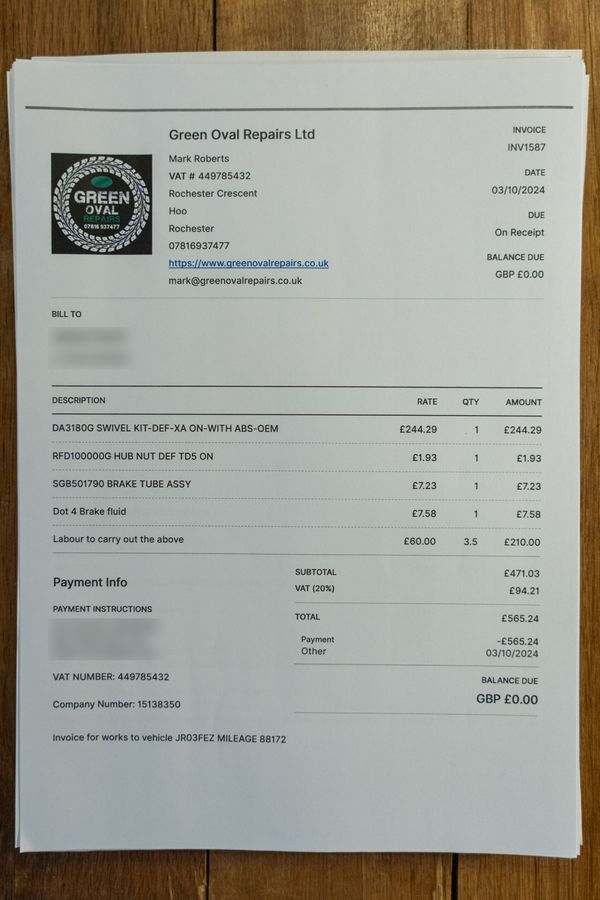 Green Oval Repairs Ltd
Mark Roberts
VAT # 449785432
Rochester Crescent
Hoo
Rochester
07816937477
https://www.greenovalrepairs.co.uk
mark@greenovalrepairs.co.uk
GREEN
OVAL
REPAIRS
07816 937477
INVOICE
INV1587
DATE
03/10/2024
DUE
On Receipt
BALANCE DUE
GBP £0.00
BILL TO
DESCRIPTION RATE QTY AMOUNT
DA3180G SWIVEL KIT-DEF-XA ON-WITH ABS-OEM £244.29 1 £244.29
RFD100000G HUB NUT DEF TD5 ON £1.93 1 £1.93
SGB501790 BRAKE TUBE ASSY £7.23 1 £7.23
Dot 4 Brake fluid £7.58 1 £7.58
Labour to carry out the above £60.00 3.5 £210.00
Payment Info
PAYMENT INSTRUCTIONS
VAT NUMBER: 449785432
Company Number: 15138350
SUBTOTAL £471.03
VAT (20%) £94.21
TOTAL £565.24
Payment -£565.24
Other 03/10/2024
BALANCE DUE
GBP £0.00
Invoice for works to vehicle JR03FEZ MILEAGE 88172